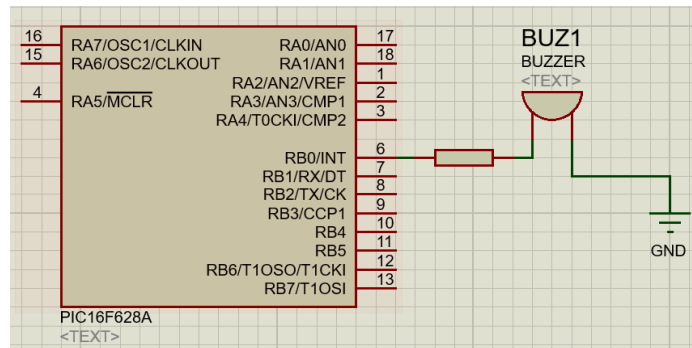 16
RA7/OSC1/CLKIN
RA0/AN0
17
15
RA6/OSC2/CLKOUT
RA1/AN1
18
RA2/AN2/VREF
1
4
RA5/MCLR
RA3/AN3/CMP1
2
RA4/T0CKI/CMP2
3
RB0/INT
6
RB1/RX/DT
7
RB2/TX/CK
8
RB3/CCP1
9
RB4
10
RB5
11
RB6/T1OSO/T1CKI
12
RB7/T1OSI
13
PIC16F628A
<TEXT>
BUZ1
BUZZER
<TEXT>
GND